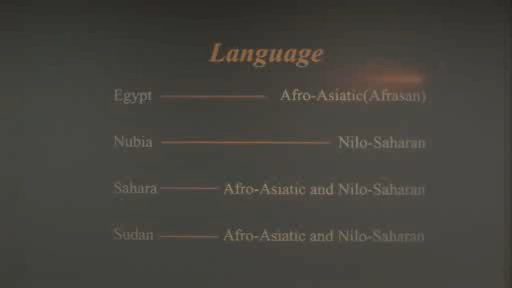 Language
Egypt Afro-Asiatic(Afrasan)
Nubia Nilo-Saharan
Sahara Afro-Asiatic and Nilo-Saharan
Sudan Afro-Asiatic and Nilo-Saharan